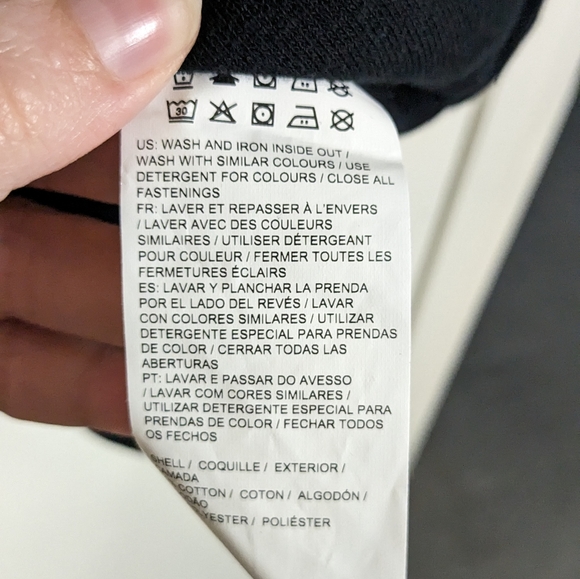 30
US: WASH AND IRON INSIDE OUT /
WASH WITH SIMILAR COLOURS / USE
DETERGENT FOR COLOURS / CLOSE ALL
FASTENINGS
FR: LAVER ET REPASSER À L'ENVERS
/ LAVER AVEC DES COULEURS
SIMILAIRES / UTILISER DÉTERGEANT
POUR COULEUR / FERMER TOUTES LES
FERMETURES ÉCLAIRS
ES: LAVAR Y PLANCHAR LA PRENDA
POR EL LADO DEL REVÉS / LAVAR
CON COLORES SIMILARES / UTILIZAR
DETERGENTE ESPECIAL PARA PRENDAS
DE COLOR / CERRAR TODAS LAS
ABERTURAS
PT: LAVAR E PASSAR DO AVESSO
/ LAVAR COM CORES SIMILARES /
UTILIZAR DETERGENTE ESPECIAL PARA
PRENDAS DE COLOR / FECHAR TODOS
OS FECHOS
SHELL / COQUILLE / EXTERIOR /
COTTON / COTON / ALGODÓN /
/ POLIÉSTER